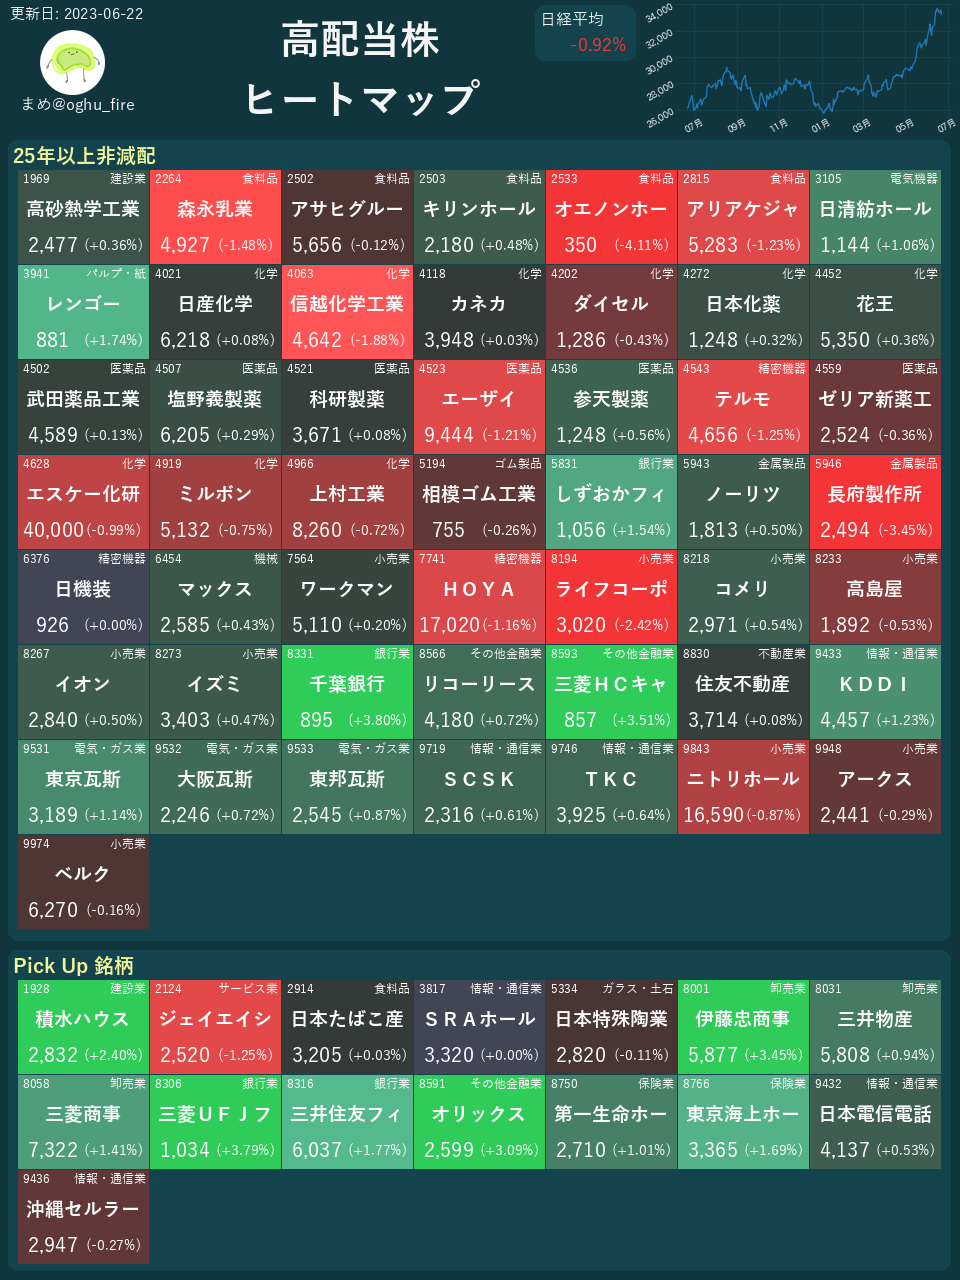 更新日: 2023-06-22
まめ@oghu_fire
高配当株
ヒートマップ
日経平均
-0.92%
34,000
32,000
30,000
28,000
26,000
07月 09月 11月 01月 03月 05月 07月
25年以上非減配
1969 建設業 2264 食料品 2502 食料品 2503 食料品 2533 食料品 2815 食料品 3105 電気機器
高砂熱学工業 森永乳業 アサヒグルー キリンホール オエノンホー アリアケジャ 日清紡ホール
2,477 (+0.36%) 4,927 (-1.48%) 5,656 (-0.12%) 2,180 (+0.48%) 350 (-4.11%) 5,283 (-1.23%) 1,144 (+1.06%)
3941 パルプ・紙 4021 化学 4063 化学 4118 化学 4202 化学 4272 化学 4452 化学
レンゴー 日産化学 信越化学工業 カネカ ダイセル 日本化薬 花王
881 (+1.74%) 6,218 (+0.08%) 4,642 (-1.88%) 3,948 (+0.03%) 1,286 (-0.43%) 1,248 (+0.32%) 5,350 (+0.36%)
4502 医薬品 4507 医薬品 4521 医薬品 4523 医薬品 4536 医薬品 4543 精密機器 4559 医薬品
武田薬品工業 塩野義製薬 科研製薬 エーザイ 参天製薬 テルモ ゼリア新薬工
4,589 (+0.13%) 6,205 (+0.29%) 3,671 (+0.08%) 9,444 (-1.21%) 1,248 (+0.56%) 4,656 (-1.25%) 2,524 (-0.36%)
4628 化学 4919 化学 4966 化学 5194 ゴム製品 5831 銀行業 5943 金属製品 5946 金属製品
エスケー化研 ミルボン 上村工業 相模ゴム工業 しずおかフィ ノーリツ 長府製作所
40,000 (-0.99%) 5,132 (-0.75%) 8,260 (-0.72%) 755 (-0.26%) 1,056 (+1.54%) 1,813 (+0.50%) 2,494 (-3.45%)
6376 精密機器 6454 機械 7564 小売業 7741 精密機器 8194 小売業 8218 小売業 8233 小売業
日機装 マックス ワークマン ＨＯＹＡ ライフコーポ コメリ 高島屋
926 (+0.00%) 2,585 (+0.43%) 5,110 (+0.20%) 17,020 (-1.16%) 3,020 (-2.42%) 2,971 (+0.54%) 1,892 (-0.53%)
8267 小売業 8273 小売業 8331 銀行業 8566 その他金融業 8593 その他金融業 8830 不動産業 9433 情報・通信業
イオン イズミ 千葉銀行 リコーリース 三菱ＨＣキャ 住友不動産 ＫＤＤＩ
2,840 (+0.50%) 3,403 (+0.47%) 895 (+3.80%) 4,180 (+0.72%) 857 (+3.51%) 3,714 (+0.08%) 4,457 (+1.23%)
9531 電気・ガス業 9532 電気・ガス業 9533 電気・ガス業 9719 情報・通信業 9746 情報・通信業 9843 小売業 9948 小売業
東京瓦斯 大阪瓦斯 東邦瓦斯 ＳＣＳＫ ＴＫＣ ニトリホール アークス
3,189 (+1.14%) 2,246 (+0.72%) 2,545 (+0.87%) 2,316 (+0.61%) 3,925 (+0.64%) 16,590 (-0.87%) 2,441 (-0.29%)
9974 小売業
ベルク
6,270 (-0.16%)
Pick Up 銘柄
1928 建設業 2124 サービス業 2914 食料品 3817 情報・通信業 5334 ガラス・土石 8001 卸売業 8031 卸売業
積水ハウス ジェイエイシ 日本たばこ産 ＳＲＡホール 日本特殊陶業 伊藤忠商事 三井物産
2,832 (+2.40%) 2,520 (-1.25%) 3,205 (+0.03%) 3,320 (+0.00%) 2,820 (-0.11%) 5,877 (+3.45%) 5,808 (+0.94%)
8058 卸売業 8306 銀行業 8316 銀行業 8591 その他金融業 8750 保険業 8766 保険業 9432 情報・通信業
三菱商事 三菱ＵＦＪフ 三井住友フィ オリックス 第一生命ホー 東京海上ホー 日本電信電話
7,322 (+1.41%) 1,034 (+3.79%) 6,037 (+1.77%) 2,599 (+3.09%) 2,710 (+1.01%) 3,365 (+1.69%) 4,137 (+0.53%)
9436 情報・通信業
沖縄セルラー
2,947 (-0.27%)